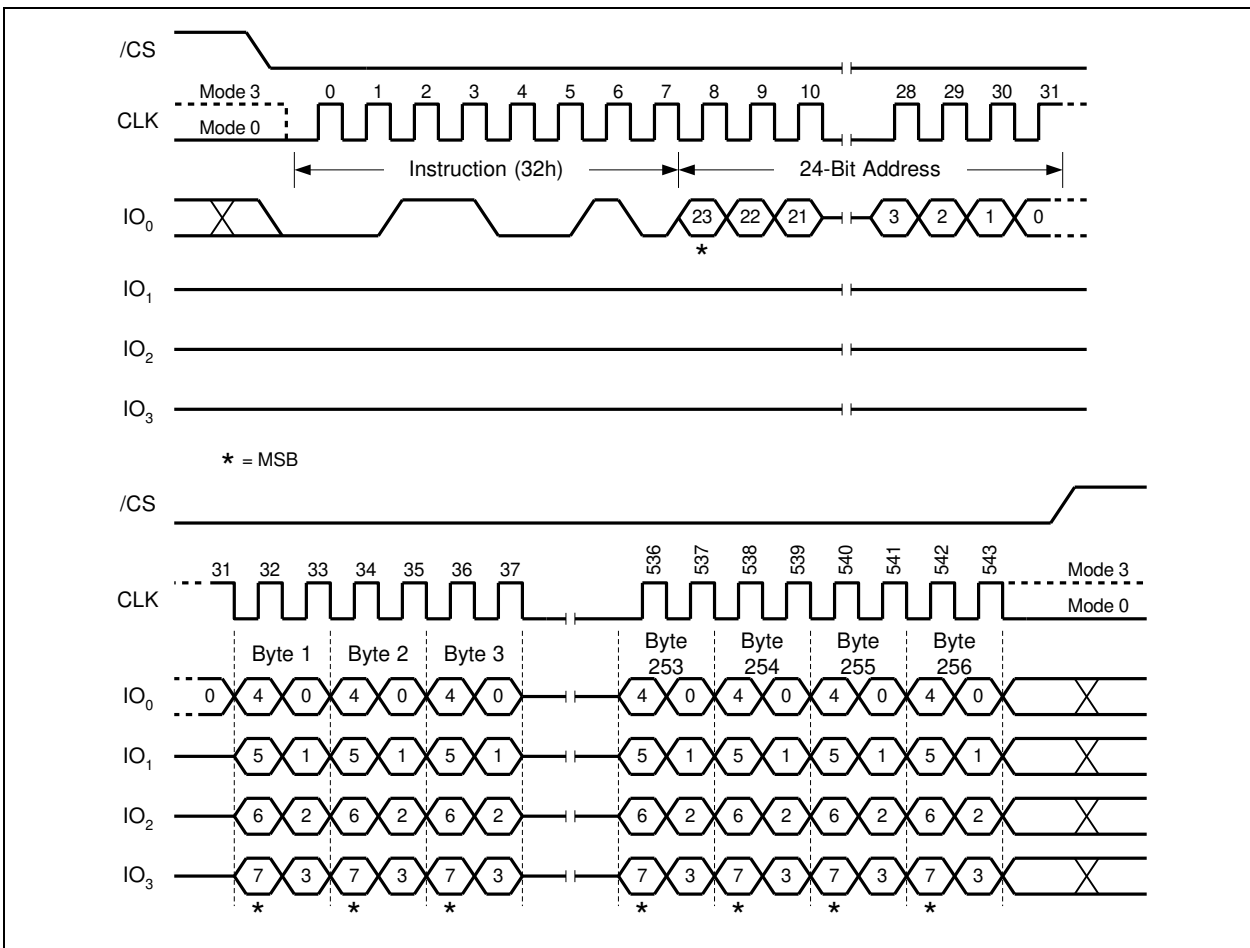 /CS
Mode 3 0 1 2 3 4 5 6 7 8 9 10 28 29 30 31
CLK
Mode 0
Instruction (32h) 24-Bit Address
IO0 23 22 21 3 2 1 0
*
IO1
IO2
IO3
* = MSB
/CS
31 32 33 34 35 36 37 536 537 538 539 540 541 542 543 Mode 3
CLK
Mode 0
Byte 1 Byte 2 Byte 3 Byte 253 Byte 254 Byte 255 Byte 256
IO0 0 4 0 4 0 4 0 4 0 4 0 4 0 4 0
IO1 5 1 5 1 5 1 5 1 5 1 5 1 5 1
IO2 6 2 6 2 6 2 6 2 6 2 6 2 6 2
IO3 7 3 7 3 7 3 7 3 7 3 7 3 7 3
* * * * * * *